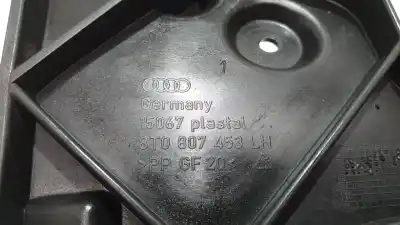 1
Germany
15067 plastal
8T0 807 453 LH
>PP GF 20<